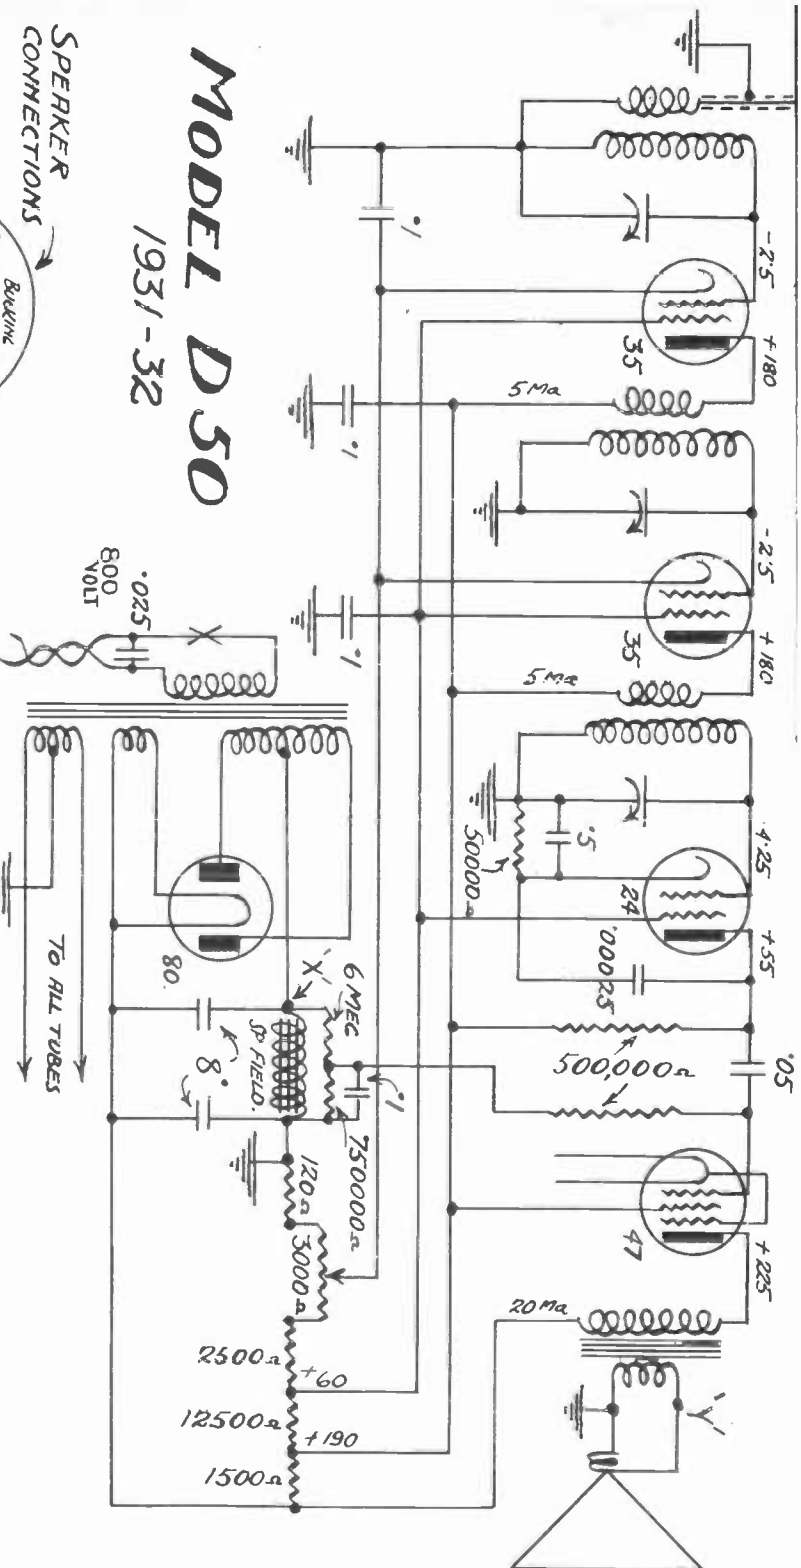 -2.5
+180
35
5 Ma
·1
-2.5
+180
35
5 Ma
·1
·1
4.25
+55
24
·5
50000Ω
·00025
500,000Ω
·05
47
+225
20 Ma
'Y'
MODEL D 50
1931-32
SPEAKER
CONNECTIONS
BUCKING
·025
800
VOLT
80.
TO ALL TUBES
'X'
6 MEG
SP FIELD.
8·
·1
750000Ω
120Ω
3000Ω
2500Ω
+60
12500Ω
+190
1500Ω